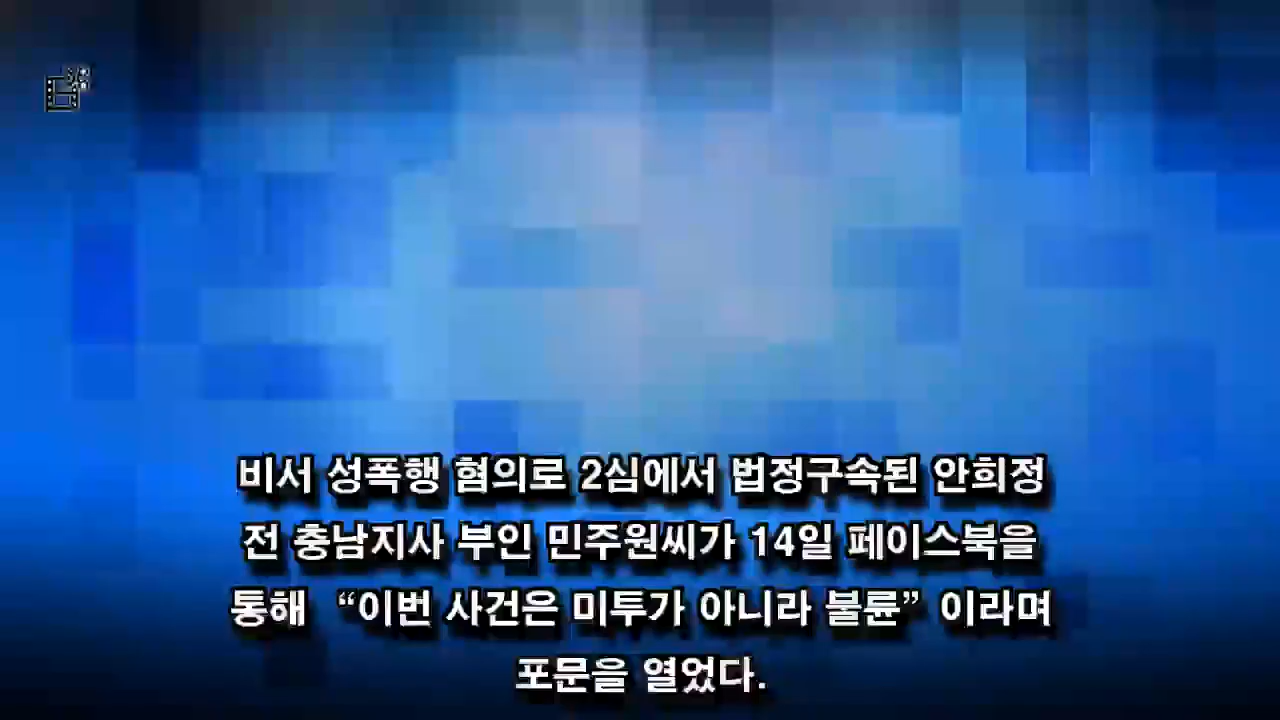 비서 성폭행 혐의로 2심에서 법정구속된 안희정
전 충남지사 부인 민주원씨가 14일 페이스북을
통해 “이번 사건은 미투가 아니라 불륜” 이라며
포문을 열었다.